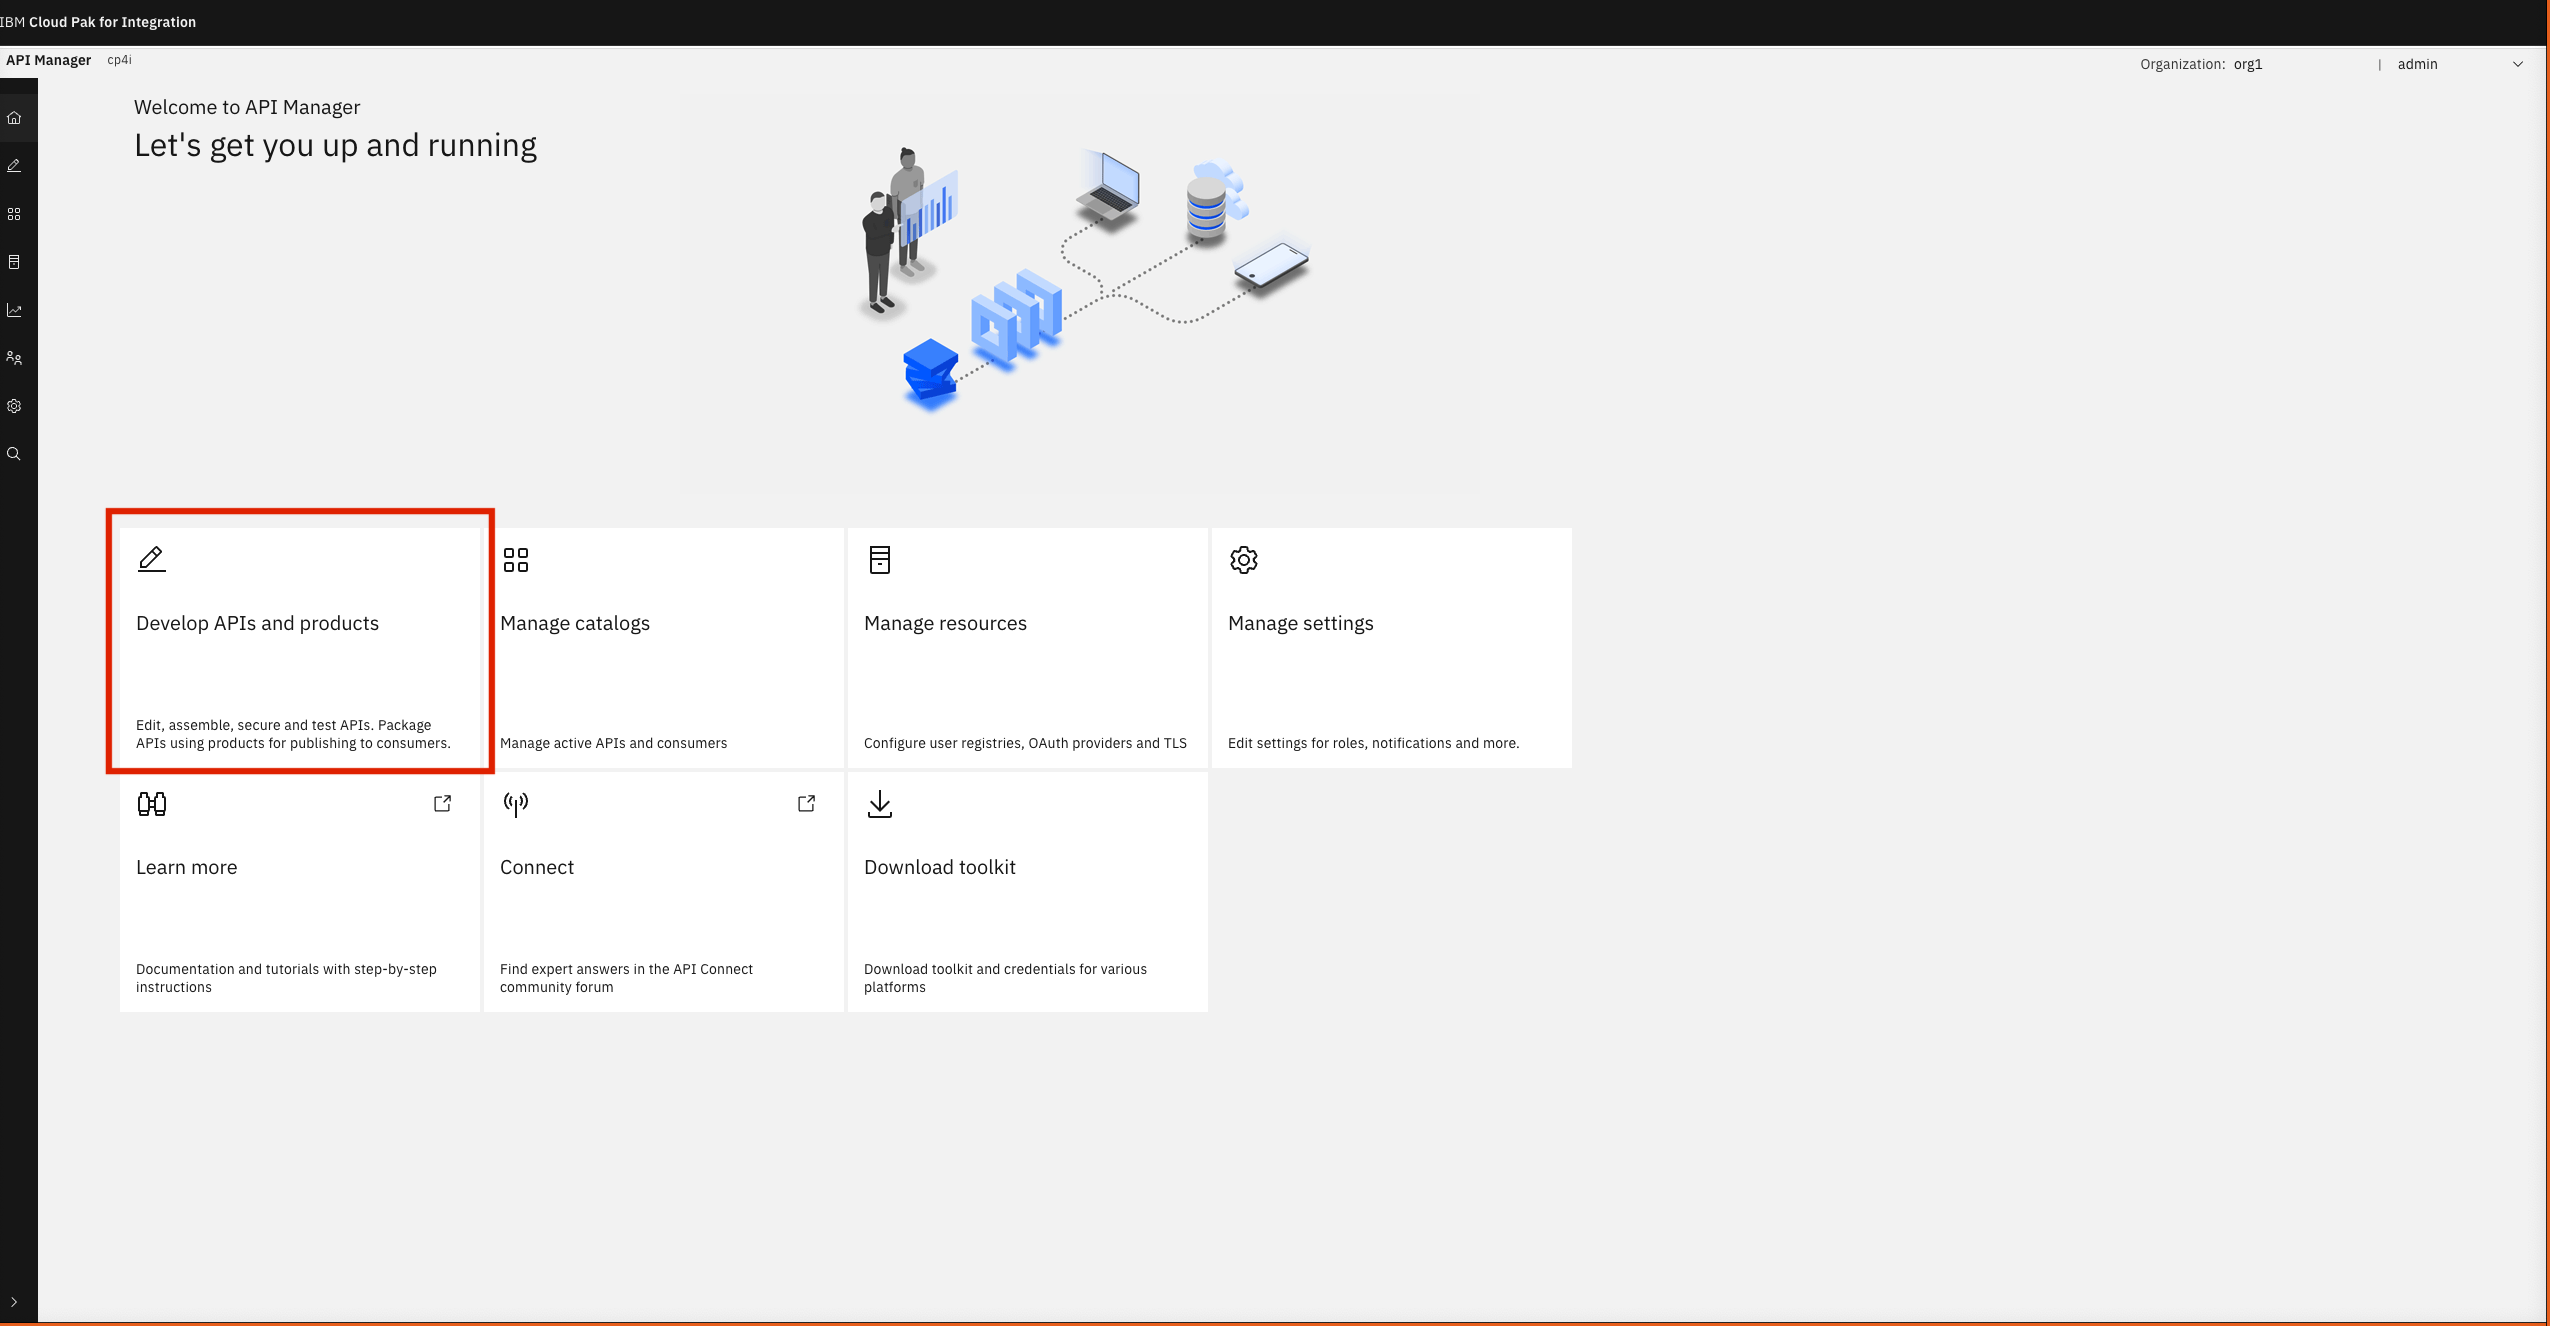 IBM Cloud Pak for Integration
API Manager cp4i
Organization: org1 | admin
Welcome to API Manager
Let's get you up and running
Develop APIs and products
Edit, assemble, secure and test APIs. Package
APIs using products for publishing to consumers.
Manage catalogs
Manage active APIs and consumers
Manage resources
Configure user registries, OAuth providers and TLS
Manage settings
Edit settings for roles, notifications and more.
Learn more
Documentation and tutorials with step-by-step
instructions
Connect
Find expert answers in the API Connect
community forum
Download toolkit
Download toolkit and credentials for various
platforms